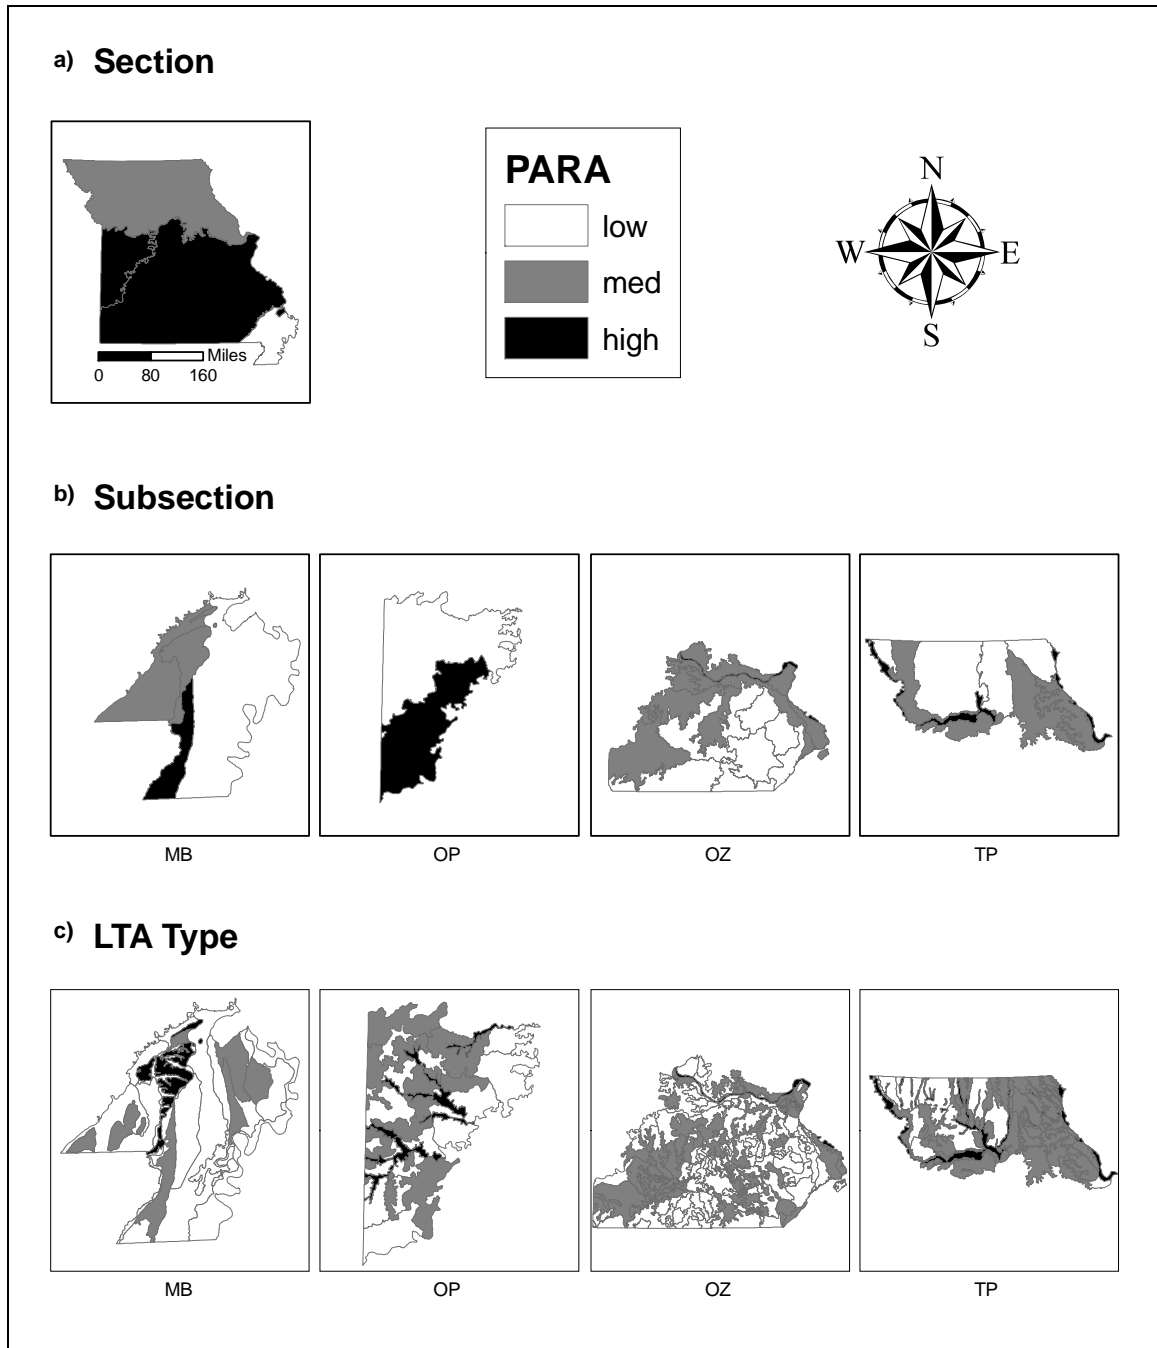 a) Section
PARA
low
med
high
N
W E
S
Miles
0 80 160
b) Subsection
MB OP OZ TP
c) LTA Type
MB OP OZ TP